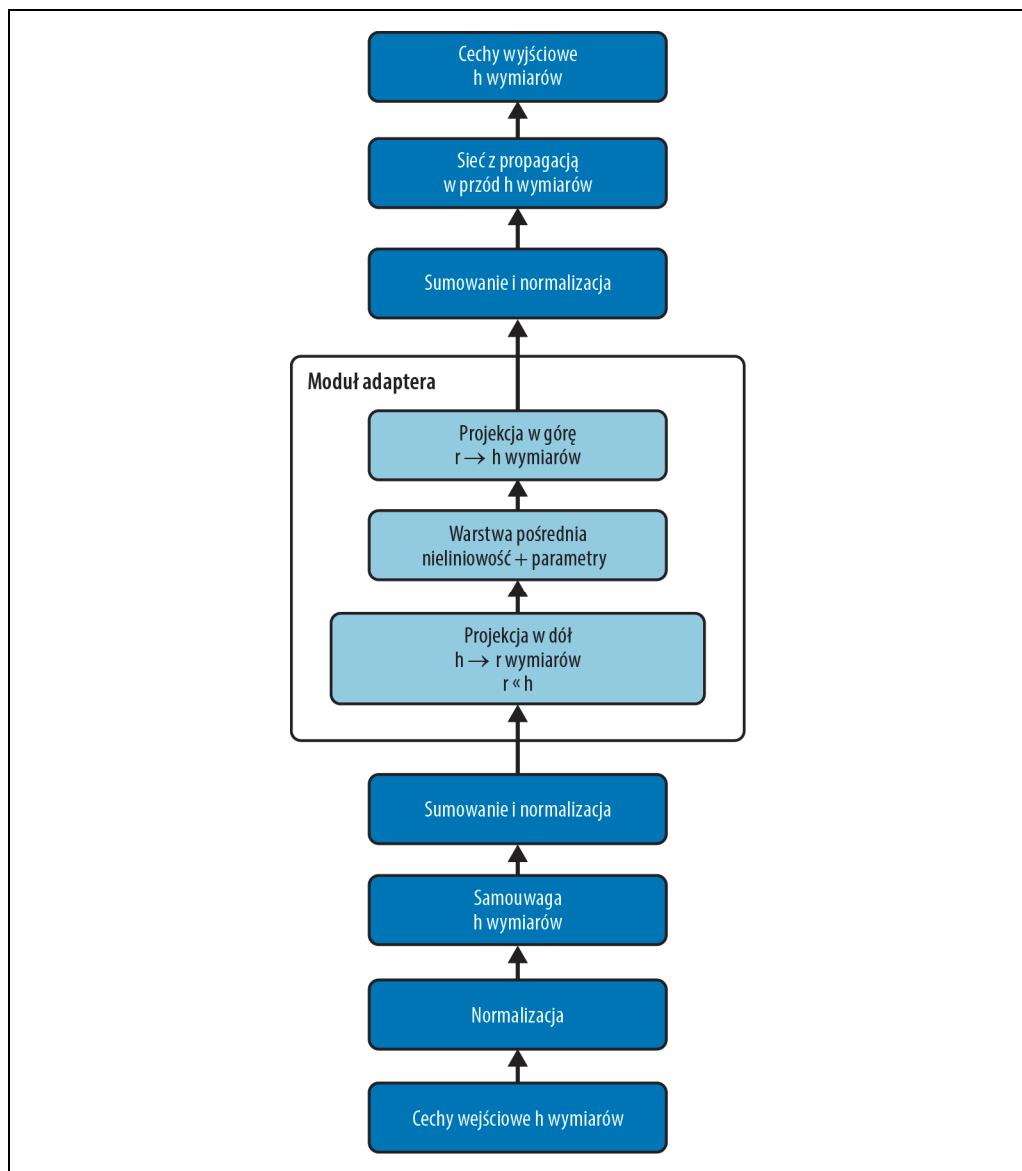 Cechy wyjściowe
h wymiarów
Sieć z propagacją
w przód h wymiarów
Sumowanie i normalizacja
Moduł adaptera
Projekcja w górę
r → h wymiarów
Warstwa pośrednia
nieliniowość + parametry
Projekcja w dół
h → r wymiarów
r « h
Sumowanie i normalizacja
Samouwaga
h wymiarów
Normalizacja
Cechy wejściowe h wymiarów